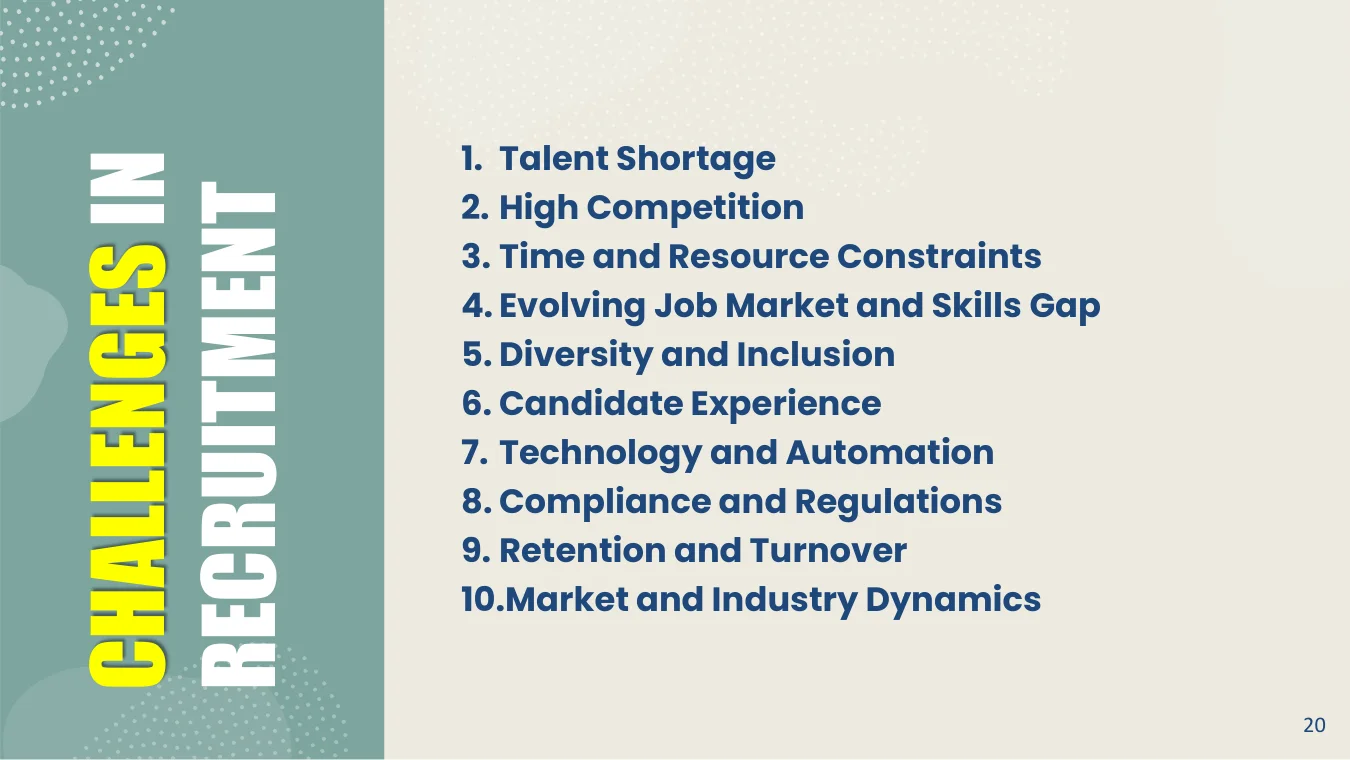 CHALLENGES IN
RECRUITMENT
1. Talent Shortage
2. High Competition
3. Time and Resource Constraints
4. Evolving Job Market and Skills Gap
5. Diversity and Inclusion
6. Candidate Experience
7. Technology and Automation
8. Compliance and Regulations
9. Retention and Turnover
10.Market and Industry Dynamics
20